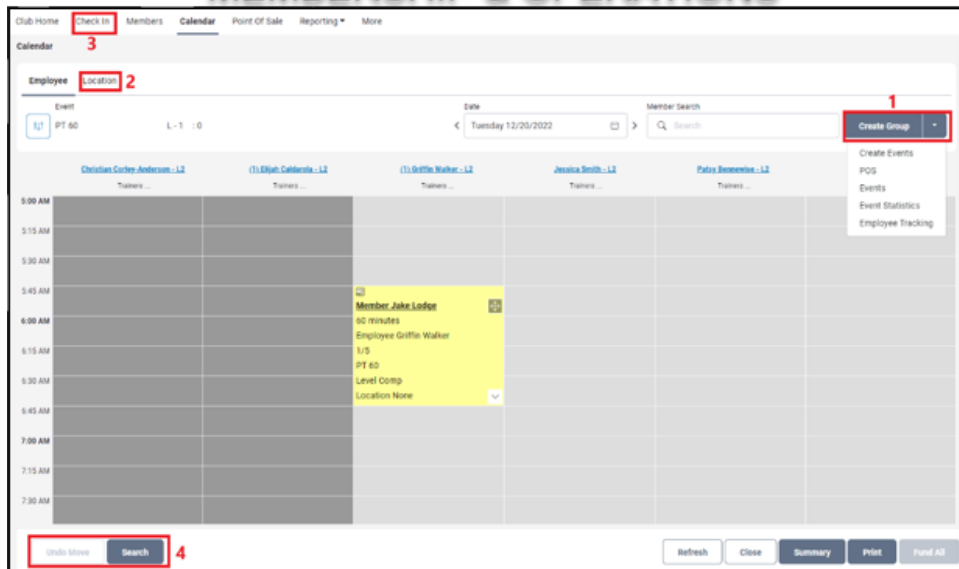 MEMBERSHIP & OPERATIONS
Club Home Check In Members Calendar Point Of Sale Reporting More
3
Calendar
Employee Location 2
Event Date Member Search 1
PT 60 L - 1 : 0 Tuesday 12/20/2022 Search Create Group
Create Events
POS
Events
Event Statistics
Employee Tracking
Christian Corley-Anderson - L2 (1) Elijah Caldarola - L2 (1) Griffin Walker - L2 Jessica Smith - L2 Patsy Bennewise - L2
Trainers ... Trainers ... Trainers ... Trainers ... Trainers ...
5:00 AM
5:15 AM
5:30 AM
5:45 AM
Member Jake Lodge
6:00 AM 60 minutes
Employee Griffin Walker
6:15 AM 1/5
PT 60
6:30 AM Level Comp
Location None
6:45 AM
7:00 AM
7:15 AM
7:30 AM
Undo Move Search 4 Refresh Close Summary Print Fund All